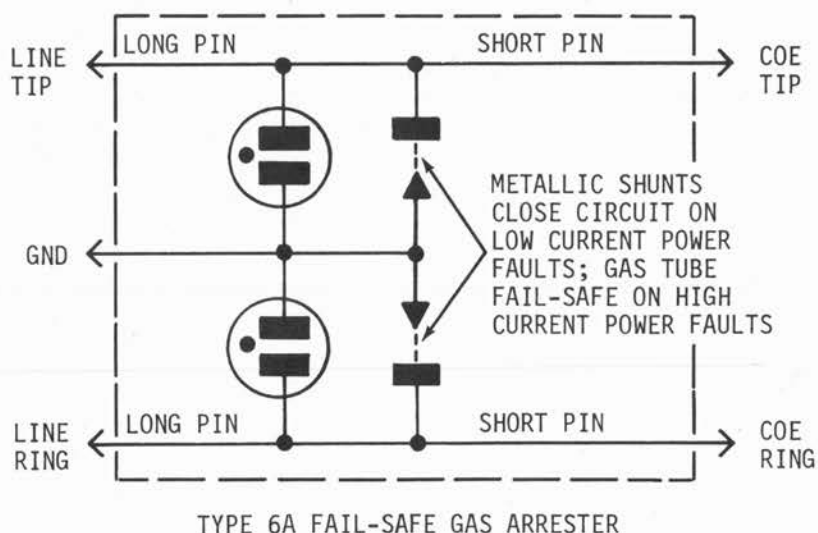 LONG PIN
SHORT PIN
LINE
TIP
COE
TIP
METALLIC SHUNTS
CLOSE CIRCUIT ON
LOW CURRENT POWER
FAULTS; GAS TUBE
FAIL-SAFE ON HIGH
CURRENT POWER FAULTS
GND
LONG PIN
SHORT PIN
LINE
RING
COE
RING
TYPE 6A FAIL-SAFE GAS ARRESTER